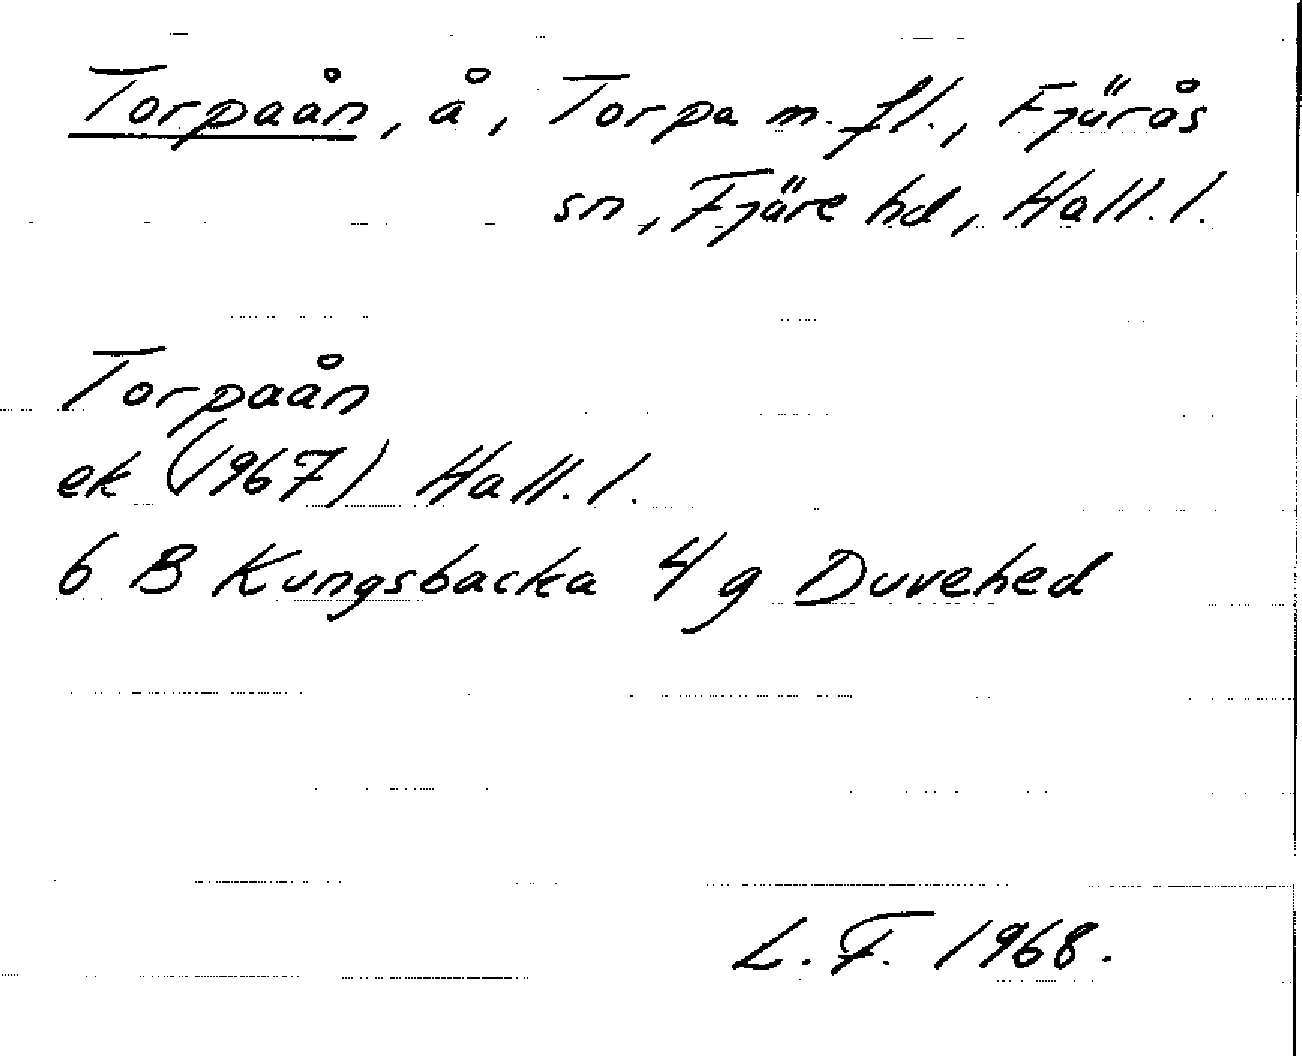 Torpaån, å, Torpa m. fl., Fjärås
sn, Fjäre hd, Hall. l.
Torpaån
ek (1967) Hall. l.
6 B Kungsbacka 4 g Duvehed
L. F. 1968.